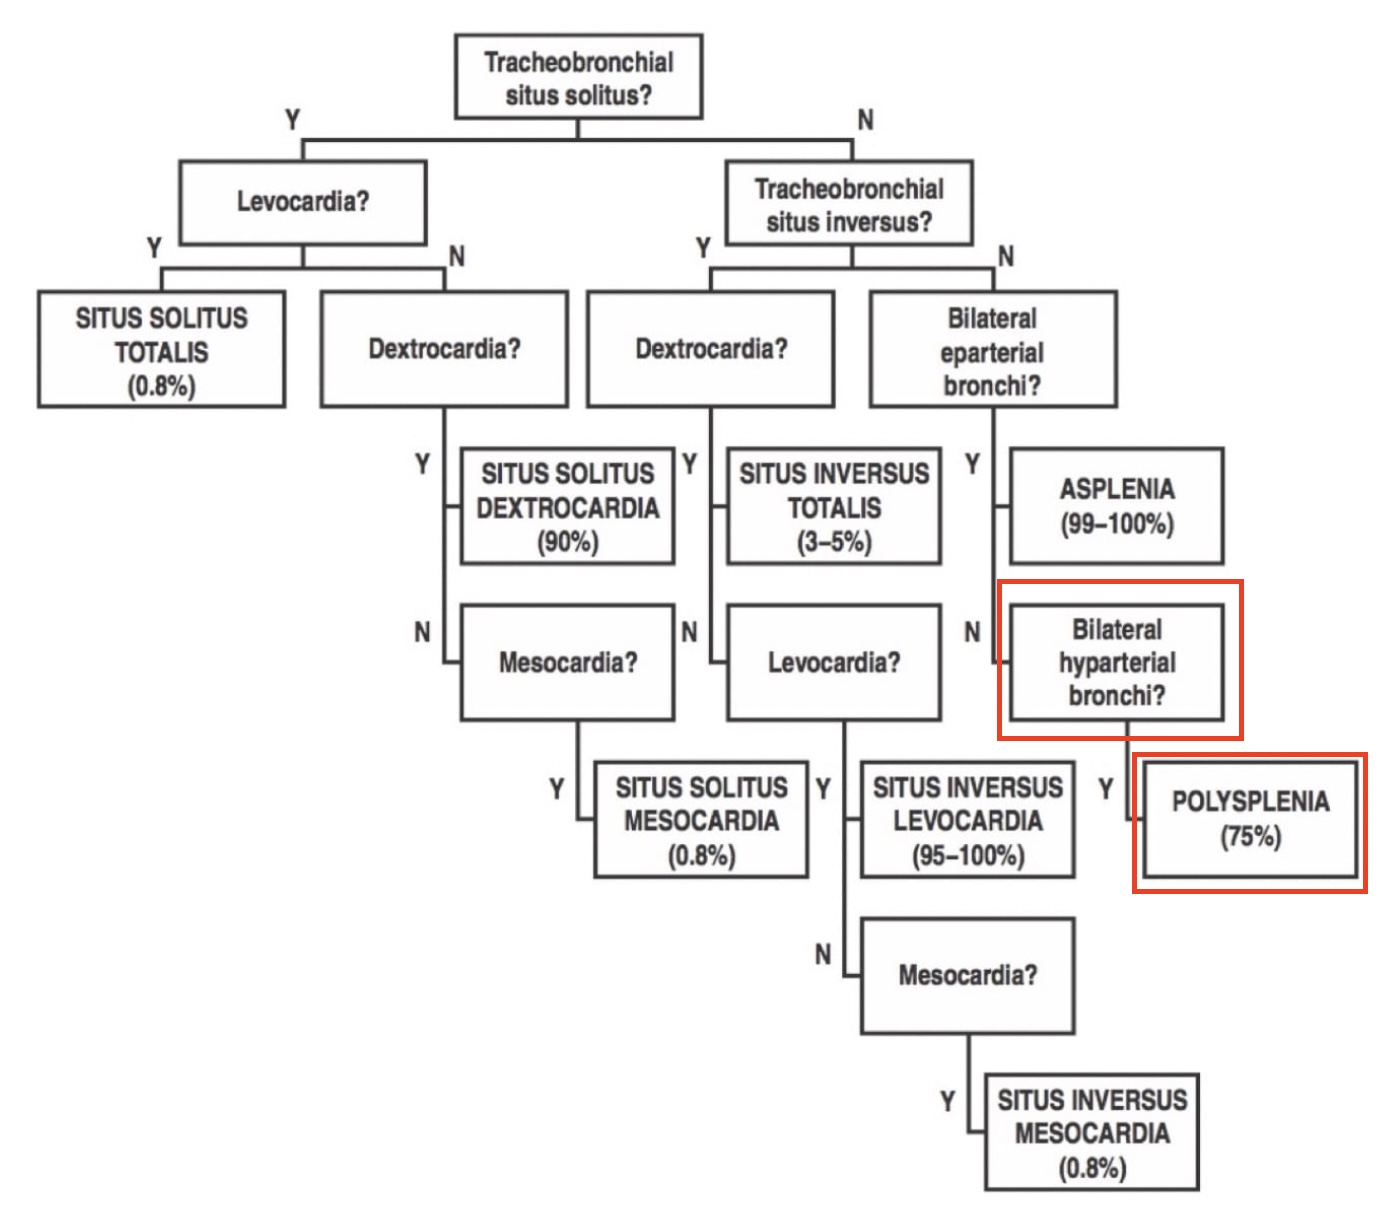 Tracheobronchial
situs solitus?
Y
N
Levocardia?
Tracheobronchial
situs inversus?
Y
N
Y
N
SITUS SOLITUS
TOTALIS
(0.8%)
Dextrocardia?
Dextrocardia?
Bilateral
eparterial
bronchi?
Y
SITUS SOLITUS
DEXTROCARDIA
(90%)
Y
SITUS INVERSUS
TOTALIS
(3–5%)
Y
ASPLENIA
(99–100%)
N
Mesocardia?
N
Levocardia?
N
Bilateral
hyparterial
bronchi?
Y
SITUS SOLITUS
MESOCARDIA
(0.8%)
Y
SITUS INVERSUS
LEVOCARDIA
(95–100%)
Y
POLYSPLENIA
(75%)
N
Mesocardia?
Y
SITUS INVERSUS
MESOCARDIA
(0.8%)